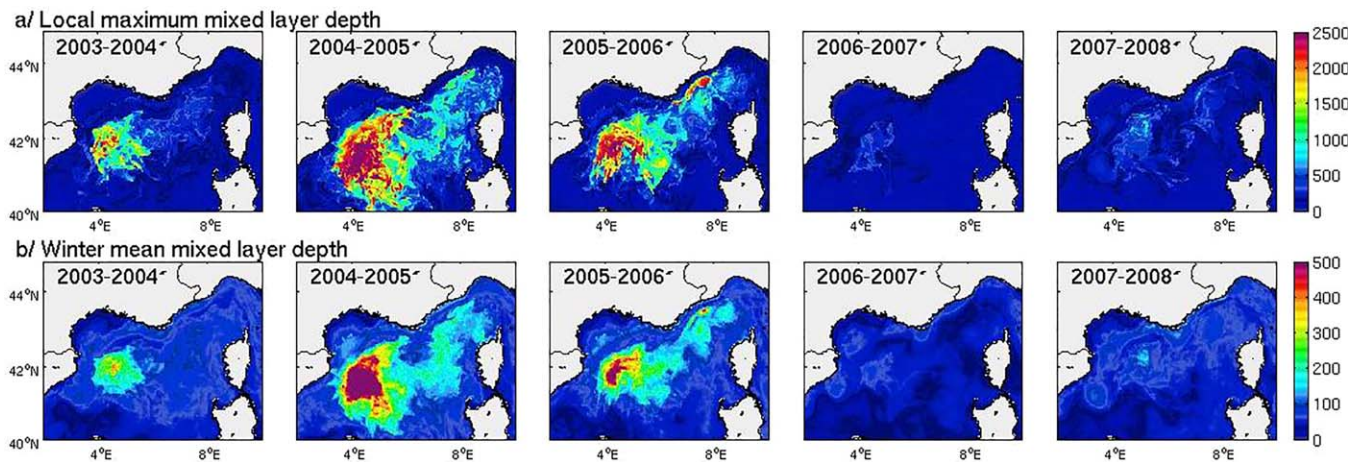 a/ Local maximum mixed layer depth
2003-2004 2004-2005 2005-2006 2006-2007 2007-2008
44°N
42°N
40°N
4°E 8°E 4°E 8°E 4°E 8°E 4°E 8°E 4°E 8°E
2500
2000
1500
1000
500
0
b/ Winter mean mixed layer depth
2003-2004 2004-2005 2005-2006 2006-2007 2007-2008
44°N
42°N
40°N
4°E 8°E 4°E 8°E 4°E 8°E 4°E 8°E 4°E 8°E
500
400
300
200
100
0